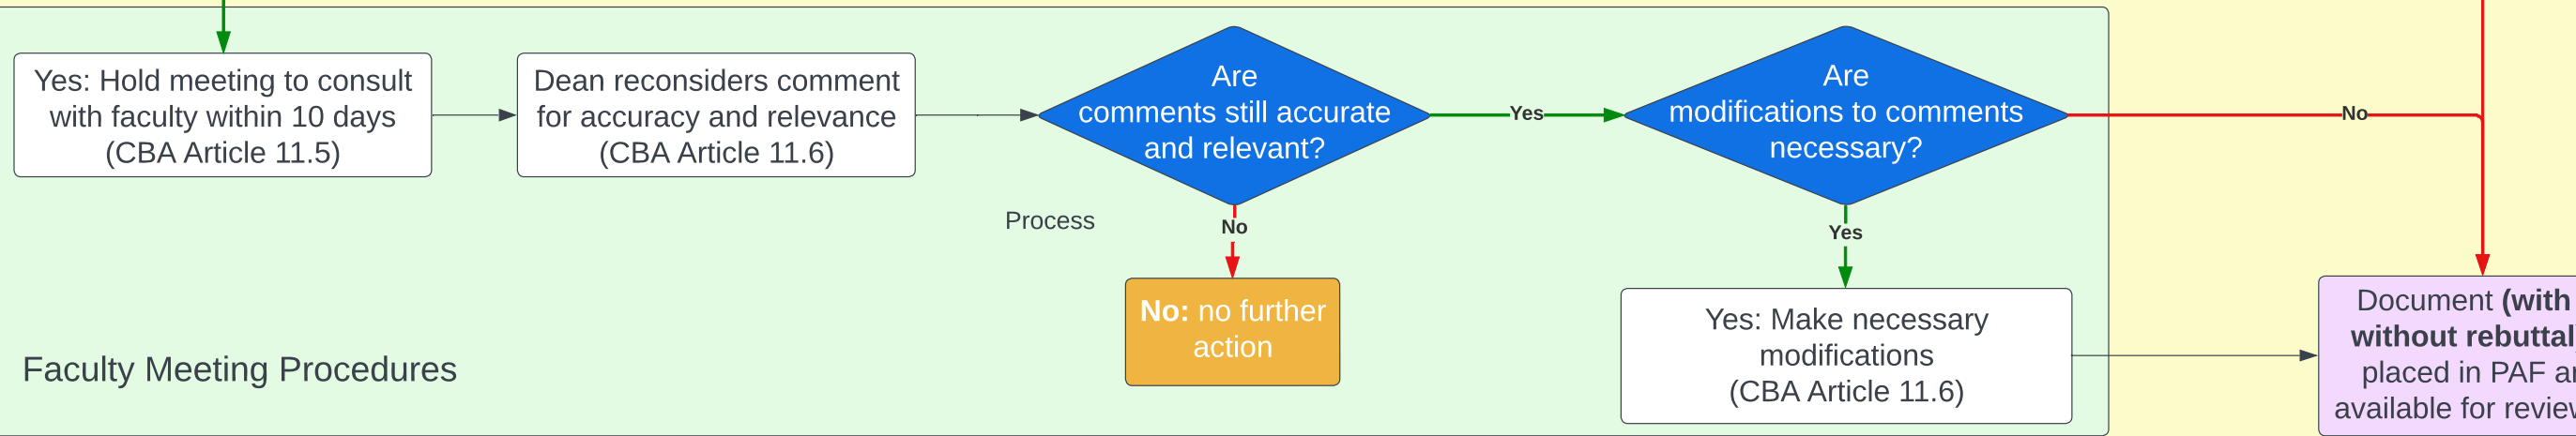 Yes: Hold meeting to consult
with faculty within 10 days
(CBA Article 11.5)
Dean reconsiders comment
for accuracy and relevance
(CBA Article 11.6)
Are
comments still accurate
and relevant?
Yes
Are
modifications to comments
necessary?
No
Process
No
Yes
No: no further
action
Yes: Make necessary
modifications
(CBA Article 11.6)
Document (with
without rebuttal
placed in PAF
available for review
Faculty Meeting Procedures